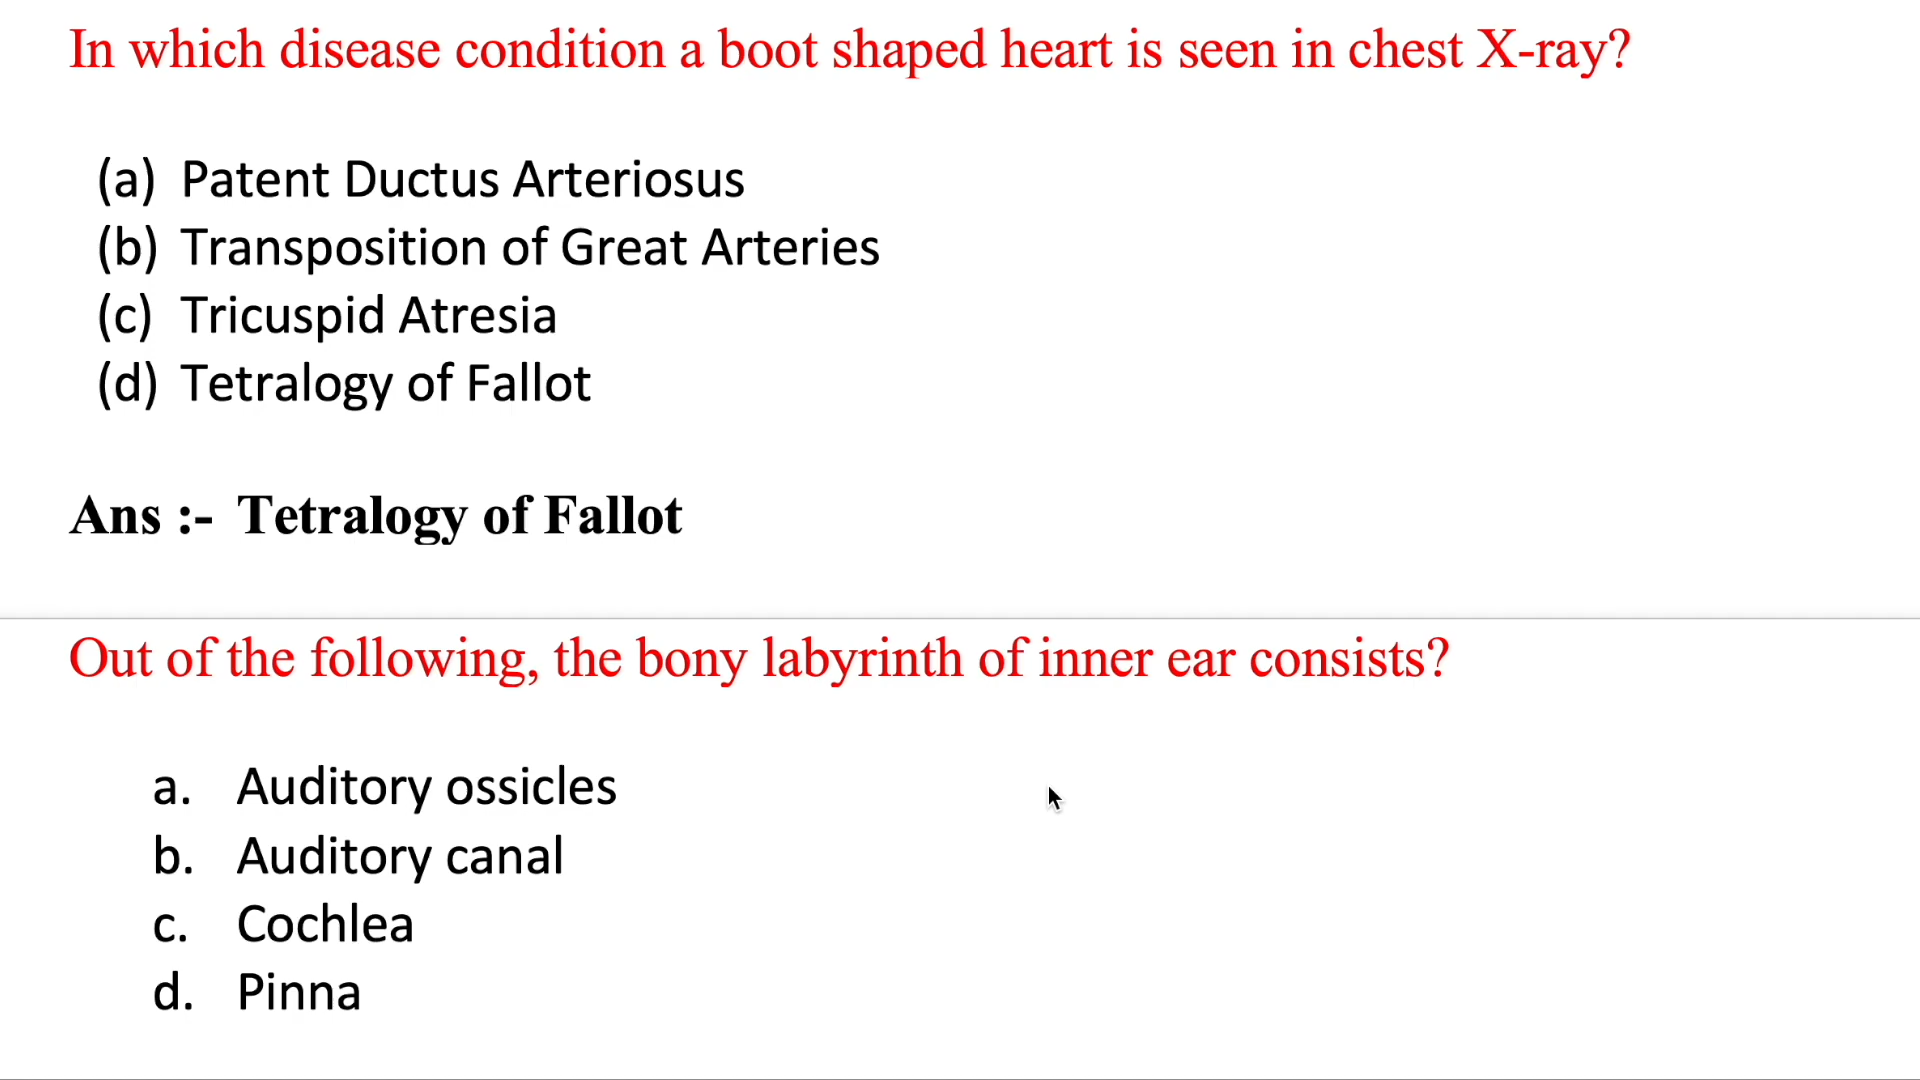 In which disease condition a boot shaped heart is seen in chest X-ray?
(a) Patent Ductus Arteriosus
(b) Transposition of Great Arteries
(c) Tricuspid Atresia
(d) Tetralogy of Fallot
Ans :- Tetralogy of Fallot
Out of the following, the bony labyrinth of inner ear consists?
a. Auditory ossicles
b. Auditory canal
c. Cochlea
d. Pinna